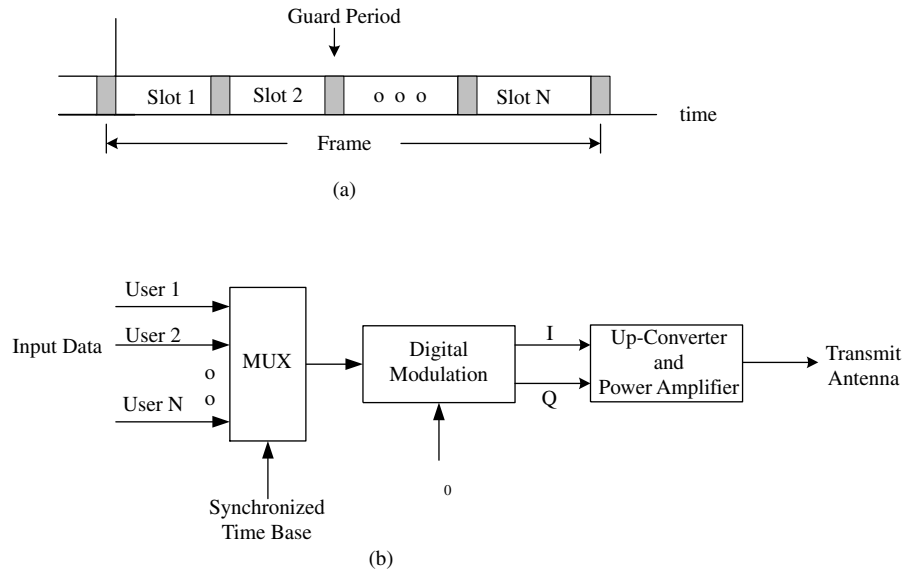 Guard Period
Slot 1
Slot 2
o o o
Slot N
time
Frame
(a)
Input Data
User 1
User 2
o
o
User N
MUX
Synchronized
Time Base
Digital
Modulation
0
I
Q
Up-Converter
and
Power Amplifier
Transmit
Antenna
(b)